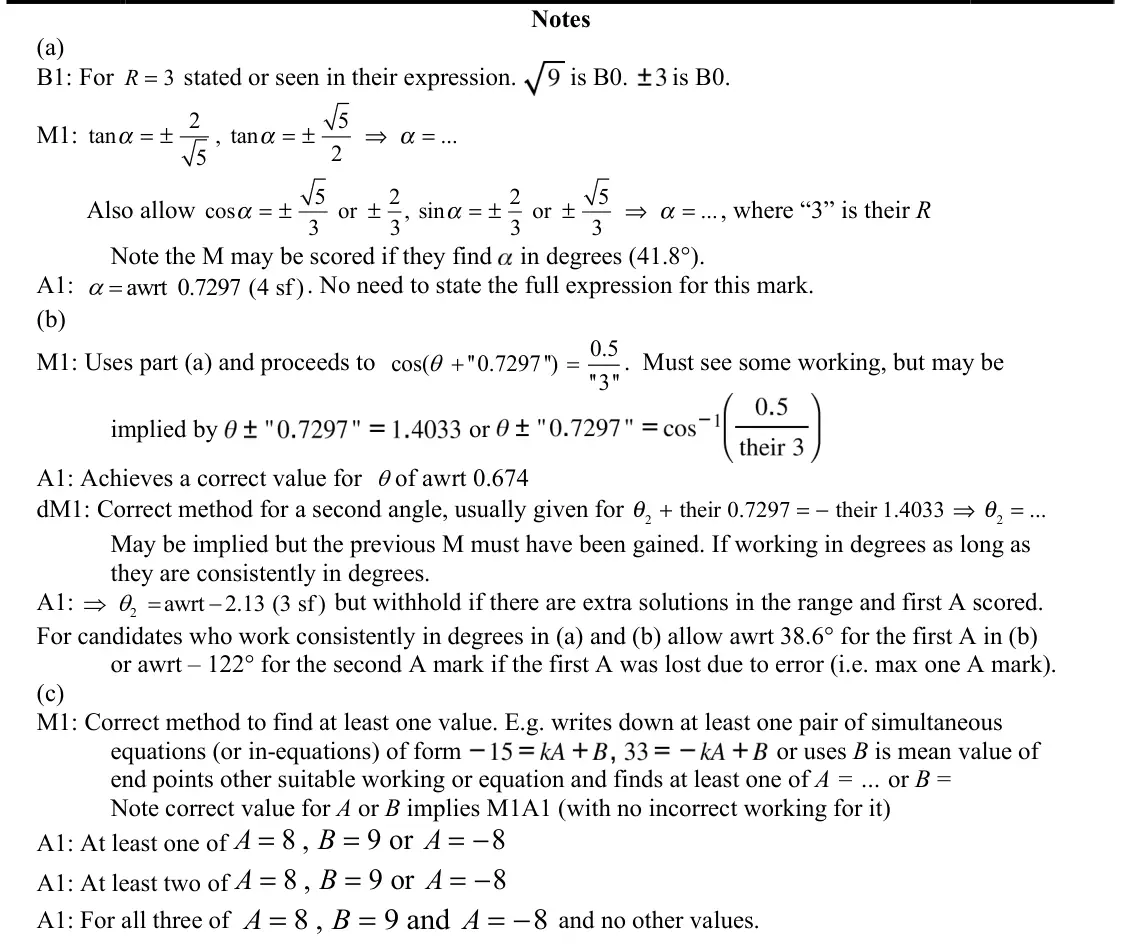 Notes
(a)
B1: For R = 3 stated or seen in their expression. √9 is B0. ±3 is B0.
M1: tanα = ± 2/√5 , tanα = ± √5/2 ⇒ α = ...
Also allow cosα = ± √5/3 or ± 2/3, sinα = ± 2/3 or ± √5/3 ⇒ α = ... , where “3” is their R
Note the M may be scored if they find α in degrees (41.8°).
A1: α = awrt 0.7297 (4 sf) . No need to state the full expression for this mark.
(b)
M1: Uses part (a) and proceeds to cos(θ + "0.7297") = 0.5/"3" . Must see some working, but may be
implied by θ ± "0.7297" = 1.4033 or θ ± "0.7297" = cos⁻¹(0.5/their 3)
A1: Achieves a correct value for θ of awrt 0.674
dM1: Correct method for a second angle, usually given for θ₂ + their 0.7297 = − their 1.4033 ⇒ θ₂ = ...
May be implied but the previous M must have been gained. If working in degrees as long as
they are consistently in degrees.
A1: ⇒ θ₂ = awrt − 2.13 (3 sf) but withhold if there are extra solutions in the range and first A scored.
For candidates who work consistently in degrees in (a) and (b) allow awrt 38.6° for the first A in (b)
or awrt – 122° for the second A mark if the first A was lost due to error (i.e. max one A mark).
(c)
M1: Correct method to find at least one value. E.g. writes down at least one pair of simultaneous
equations (or in-equations) of form −15 = kA + B, 33 = −kA + B or uses B is mean value of
end points other suitable working or equation and finds at least one of A = ... or B =
Note correct value for A or B implies M1A1 (with no incorrect working for it)
A1: At least one of A = 8 , B = 9 or A = −8
A1: At least two of A = 8 , B = 9 or A = −8
A1: For all three of A = 8 , B = 9 and A = −8 and no other values.